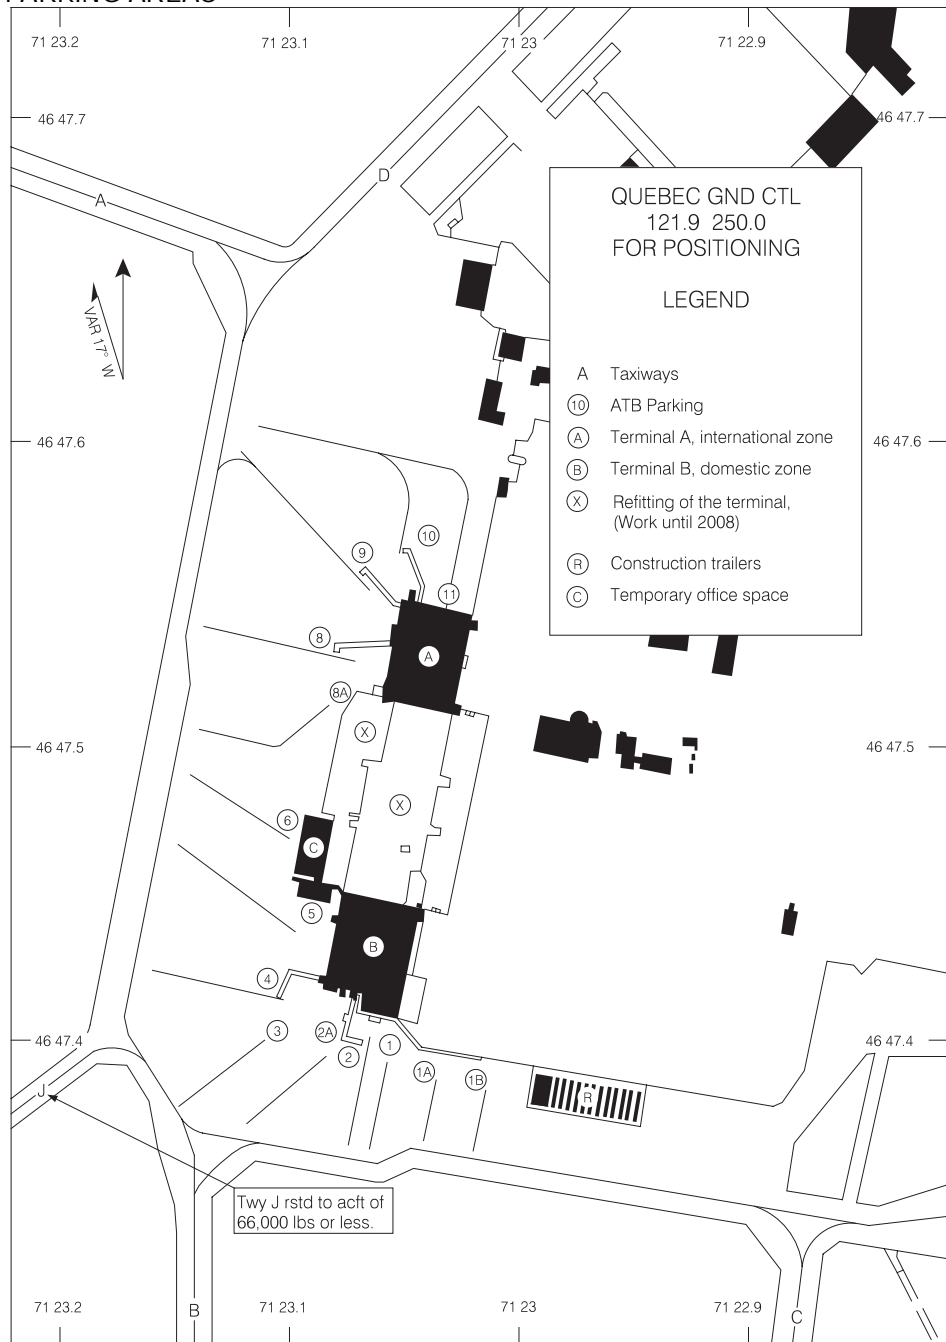 PARKING AREAS
71 23.2
71 23.1
71 23
71 22.9
46 47.7
46 47.7
D
A
QUEBEC GND CTL
121.9 250.0
FOR POSITIONING
LEGEND
A Taxiways
10 ATB Parking
A Terminal A, international zone
B Terminal B, domestic zone
X Refitting of the terminal,
(Work until 2008)
R Construction trailers
C Temporary office space
VAR 17° W
46 47.6
46 47.6
10
9
11
8
A
8A
X
46 47.5
46 47.5
X
6
C
5
B
4
3
2A
2
1
1A
1B
46 47.4
46 47.4
R
J
Twy J rstd to acft of
66,000 lbs or less.
B
C
71 23.2
71 23.1
71 23
71 22.9